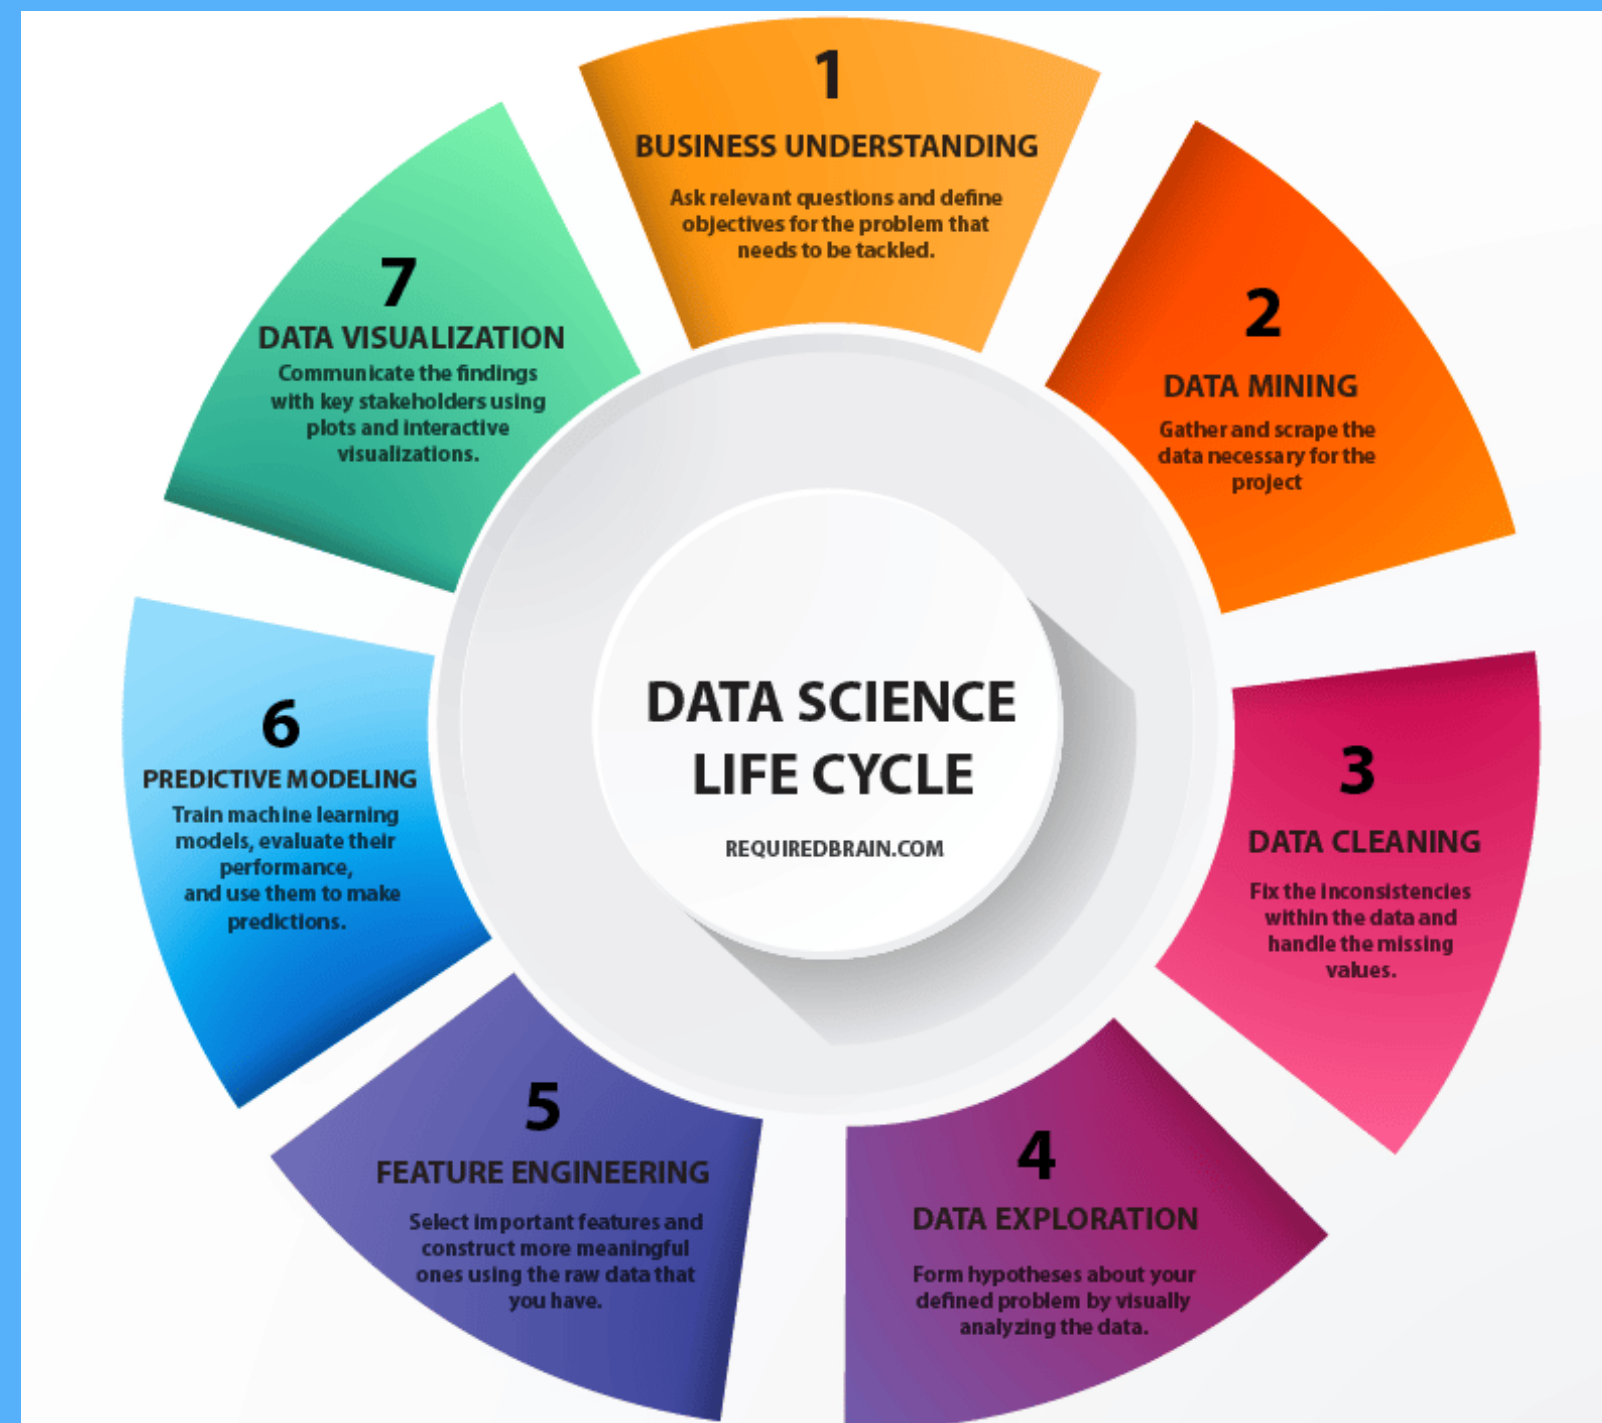 1
BUSINESS UNDERSTANDING
Ask relevant questions and define
objectives for the problem that
needs to be tackled.
2
DATA MINING
Gather and scrape the
data necessary for the
project
3
DATA CLEANING
Fix the inconsistencies
within the data and
handle the missing
values.
4
DATA EXPLORATION
Form hypotheses about your
defined problem by visually
analyzing the data.
5
FEATURE ENGINEERING
Select important features and
construct more meaningful
ones using the raw data that
you have.
6
PREDICTIVE MODELING
Train machine learning
models, evaluate their
performance,
and use them to make
predictions.
7
DATA VISUALIZATION
Communicate the findings
with key stakeholders using
plots and interactive
visualizations.
DATA SCIENCE
LIFE CYCLE
REQUIREDBRAIN.COM